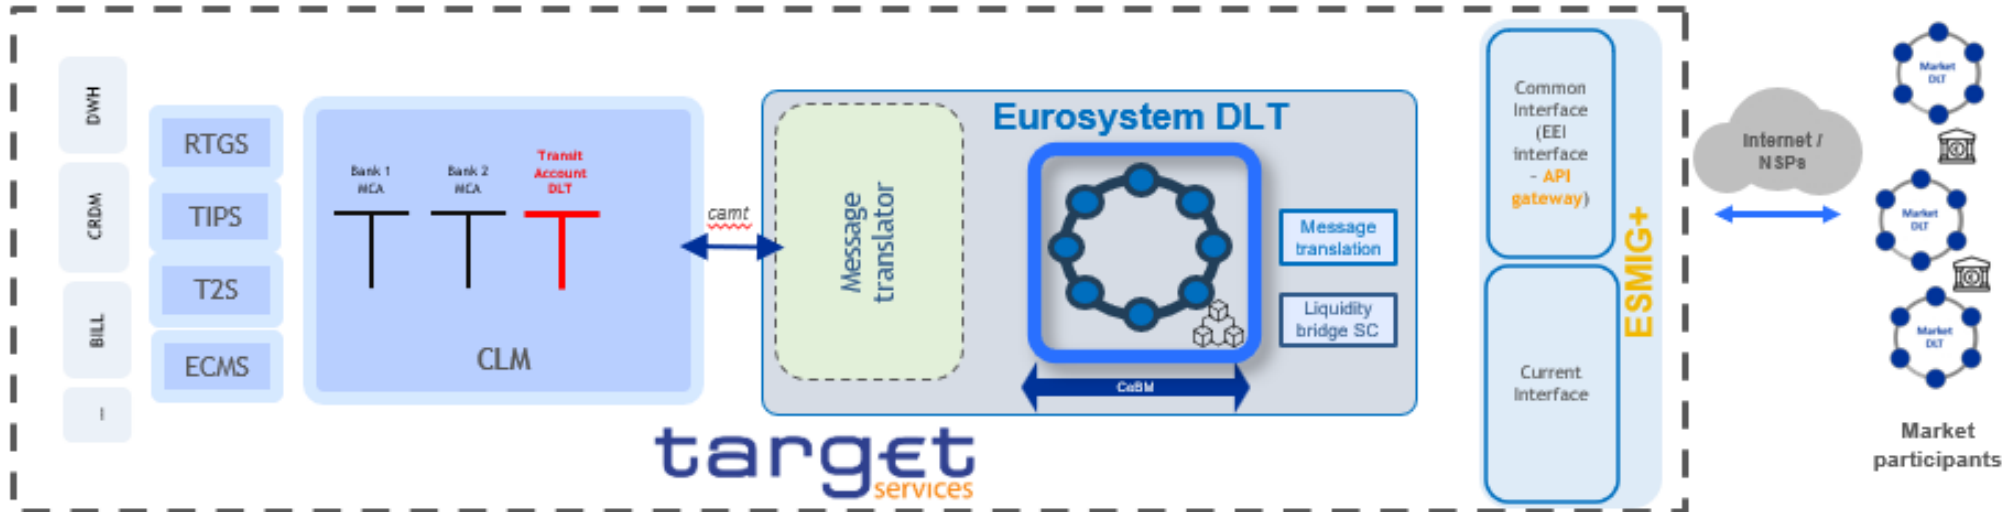 DWH
CRDM
BILL
...
RTGS
TIPS
T2S
ECMS
Bank 1
MCA
Bank 2
MCA
Transit
Account
DLT
CLM
camt
Message
translator
Eurosystem DLT
CeBM
Message
translation
Liquidity
bridge SC
target
services
Common
Interface
(EEI
interface
- API
gateway)
Current
Interface
ESMIG+
Internet /
NSPs
Market
DLT
Market
DLT
Market
DLT
Market
participants